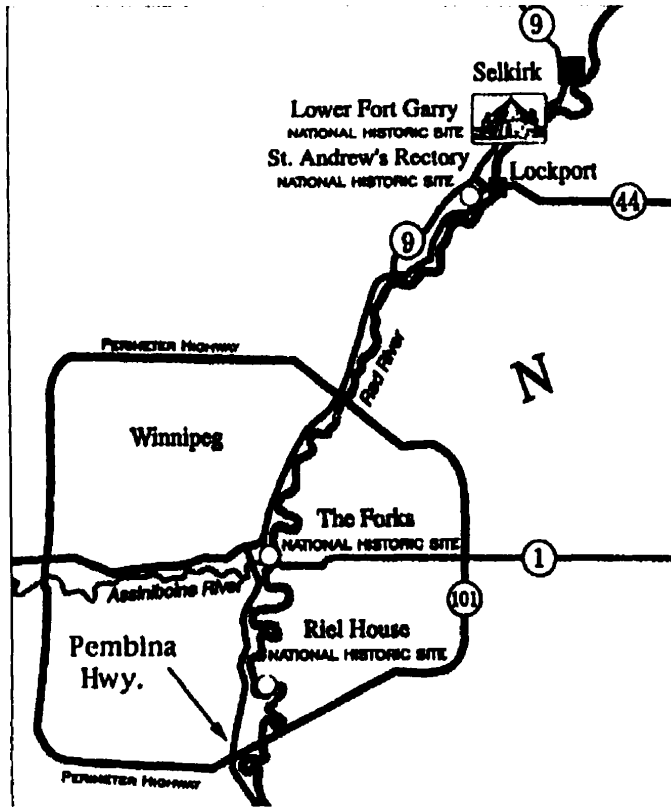 9
Selkirk
Lower Fort Garry
NATIONAL HISTORIC SITE
St. Andrew's Rectory
NATIONAL HISTORIC SITE
Lockport
44
9
PERIMETER HIGHWAY
Red River
N
Winnipeg
The Forks
NATIONAL HISTORIC SITE
1
Assiniboine River
101
Riel House
NATIONAL HISTORIC SITE
Pembina
Hwy.
PERIMETER HIGHWAY